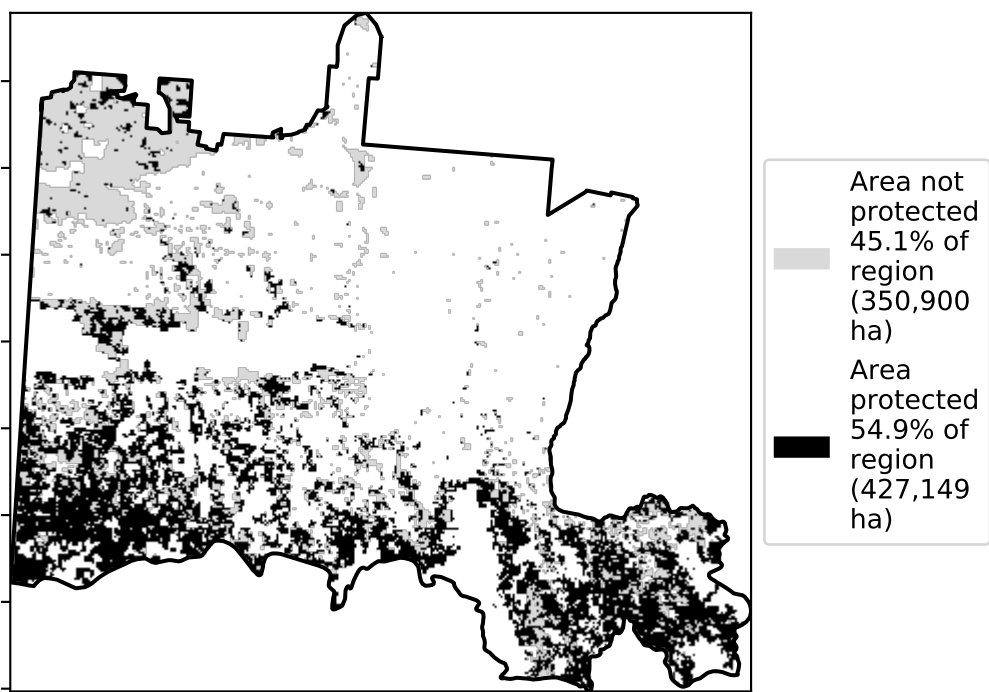 Area not
protected
45.1% of
region
(350,900
ha)
Area
protected
54.9% of
region
(427,149
ha)